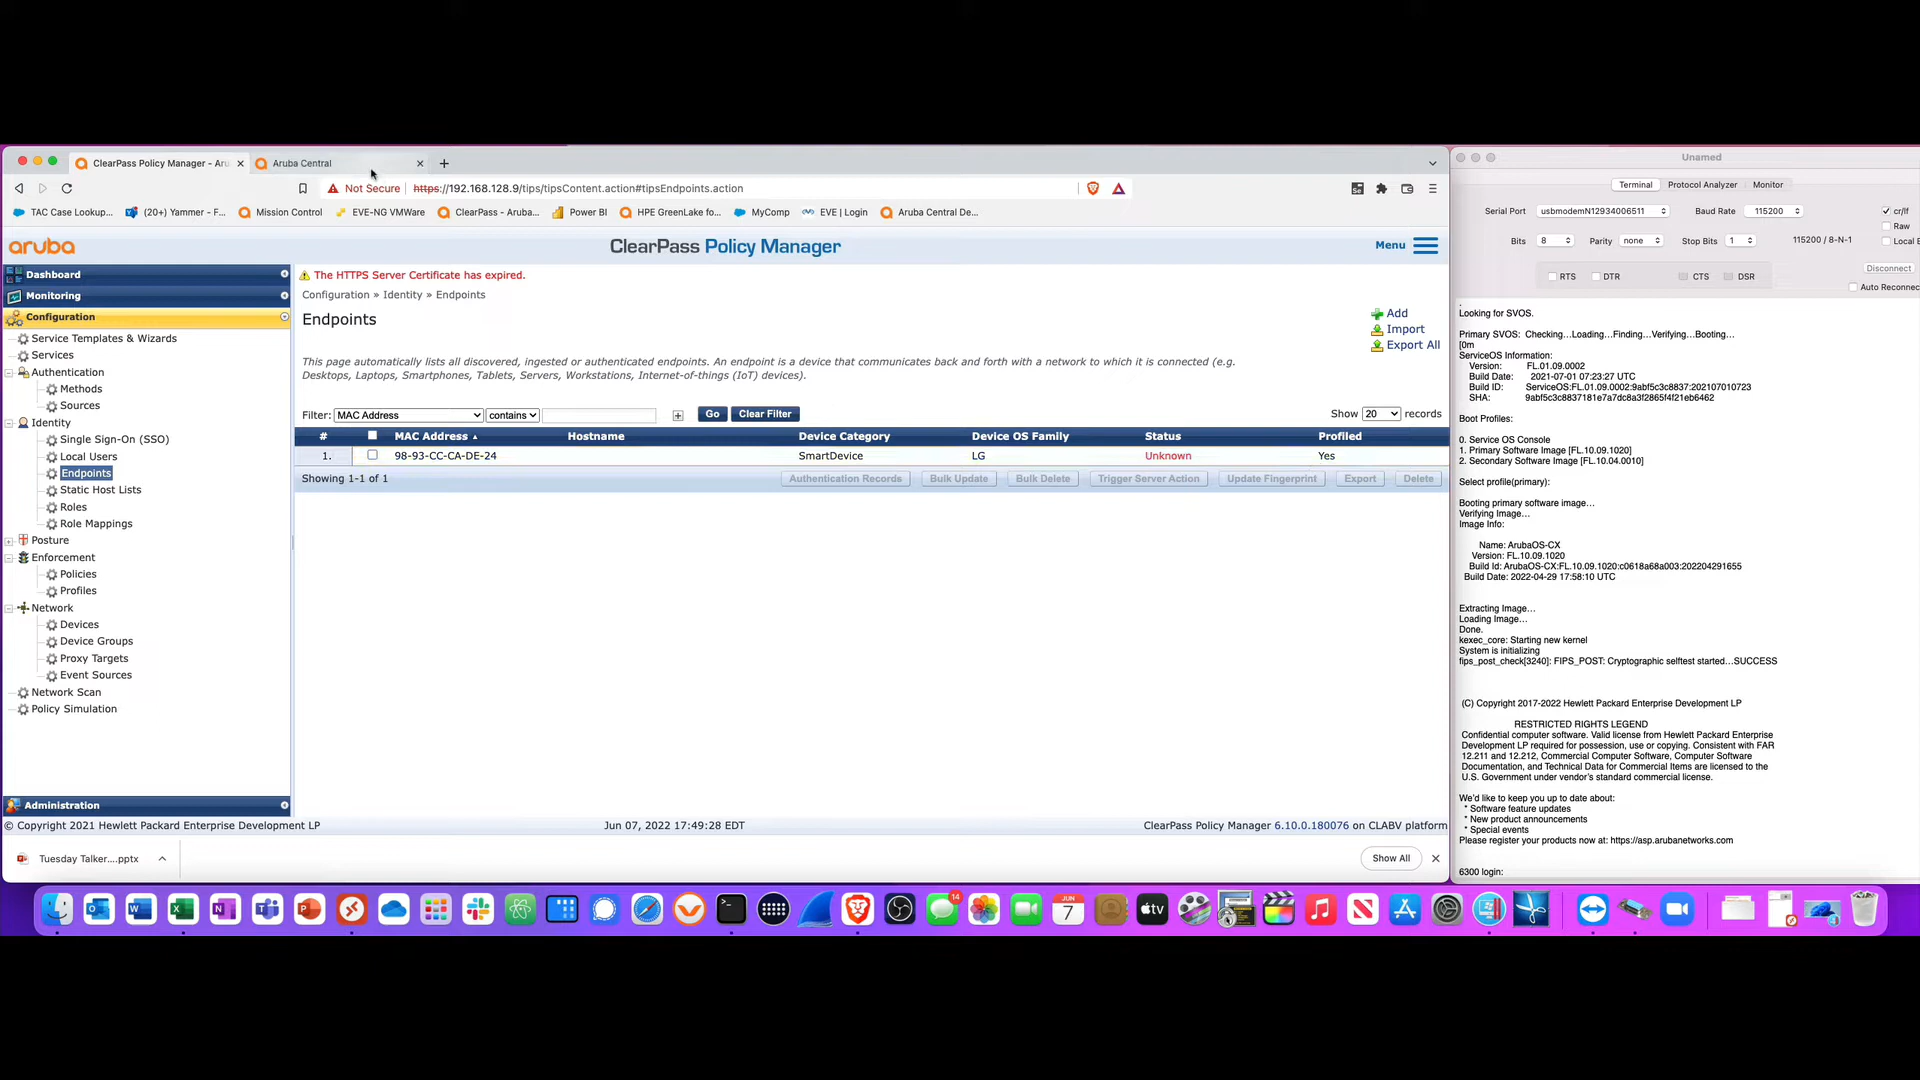 ClearPass Policy Manager - Aru
Aruba Central
Not Secure https://192.168.128.9/tips/tipsContent.action#tipsEndpoints.action
TAC Case Lookup...
(20+) Yammer - F...
Mission Control
EVE-NG VMWare
ClearPass - Aruba...
Power BI
HPE GreenLake fo...
MyComp
EVE | Login
Aruba Central De...
aruba
ClearPass Policy Manager
Menu
Dashboard
Monitoring
Configuration
Service Templates & Wizards
Services
Authentication
Methods
Sources
Identity
Single Sign-On (SSO)
Local Users
Endpoints
Static Host Lists
Roles
Role Mappings
Posture
Enforcement
Policies
Profiles
Network
Devices
Device Groups
Proxy Targets
Event Sources
Network Scan
Policy Simulation
Administration
The HTTPS Server Certificate has expired.
Configuration » Identity » Endpoints
Endpoints
Add
Import
Export All
This page automatically lists all discovered, ingested or authenticated endpoints. An endpoint is a device that communicates back and forth with a network to which it is connected (e.g.
Desktops, Laptops, Smartphones, Tablets, Servers, Workstations, Internet-of-things (IoT) devices).
Filter: MAC Address contains Go Clear Filter Show 20 records
# MAC Address Hostname Device Category Device OS Family Status Profiled
1. 98-93-CC-CA-DE-24 SmartDevice LG Unknown Yes
Showing 1-1 of 1 Authentication Records Bulk Update Bulk Delete Trigger Server Action Update Fingerprint Export Delete
© Copyright 2021 Hewlett Packard Enterprise Development LP Jun 07, 2022 17:49:28 EDT ClearPass Policy Manager 6.10.0.180076 on CLABV platform
Tuesday Talker....pptx
Show All
Unamed
Terminal Protocol Analyzer Monitor
Serial Port usbmodemN12934006511 Baud Rate 115200 cr/lf
Raw
Bits 8 Parity none Stop Bits 1 115200 / 8-N-1 Local E
Disconnect
RTS DTR CTS DSR
Auto Reconnec
.
Looking for SVOS.
Primary SVOS: Checking...Loading...Finding...Verifying...Booting...
[0m
ServiceOS Information:
Version: FL.01.09.0002
Build Date: 2021-07-01 07:23:27 UTC
Build ID: ServiceOS:FL.01.09.0002:9abf5c3c8837:202107010723
SHA: 9abf5c3c8837181e7a7dc8a3f2865f4f21eb6462
Boot Profiles:
0. Service OS Console
1. Primary Software Image [FL.10.09.1020]
2. Secondary Software Image [FL.10.04.0010]
Select profile(primary):
Booting primary software image...
Verifying Image...
Image Info:
Name: ArubaOS-CX
Version: FL.10.09.1020
Build Id: ArubaOS-CX:FL.10.09.1020:c0618a68a003:202204291655
Build Date: 2022-04-29 17:58:10 UTC
Extracting Image...
Loading Image...
Done.
kexec_core: Starting new kernel
System is initializing
fips_post_check[3240]: FIPS_POST: Cryptographic selftest started...SUCCESS
(C) Copyright 2017-2022 Hewlett Packard Enterprise Development LP
RESTRICTED RIGHTS LEGEND
Confidential computer software. Valid license from Hewlett Packard Enterprise
Development LP required for possession, use or copying. Consistent with FAR
12.211 and 12.212, Commercial Computer Software, Computer Software
Documentation, and Technical Data for Commercial Items are licensed to the
U.S. Government under vendor's standard commercial license.
We'd like to keep you up to date about:
* Software feature updates
* New product announcements
* Special events
Please register your products now at: https://asp.arubanetworks.com
6300 login:
14
JUN
7
tv